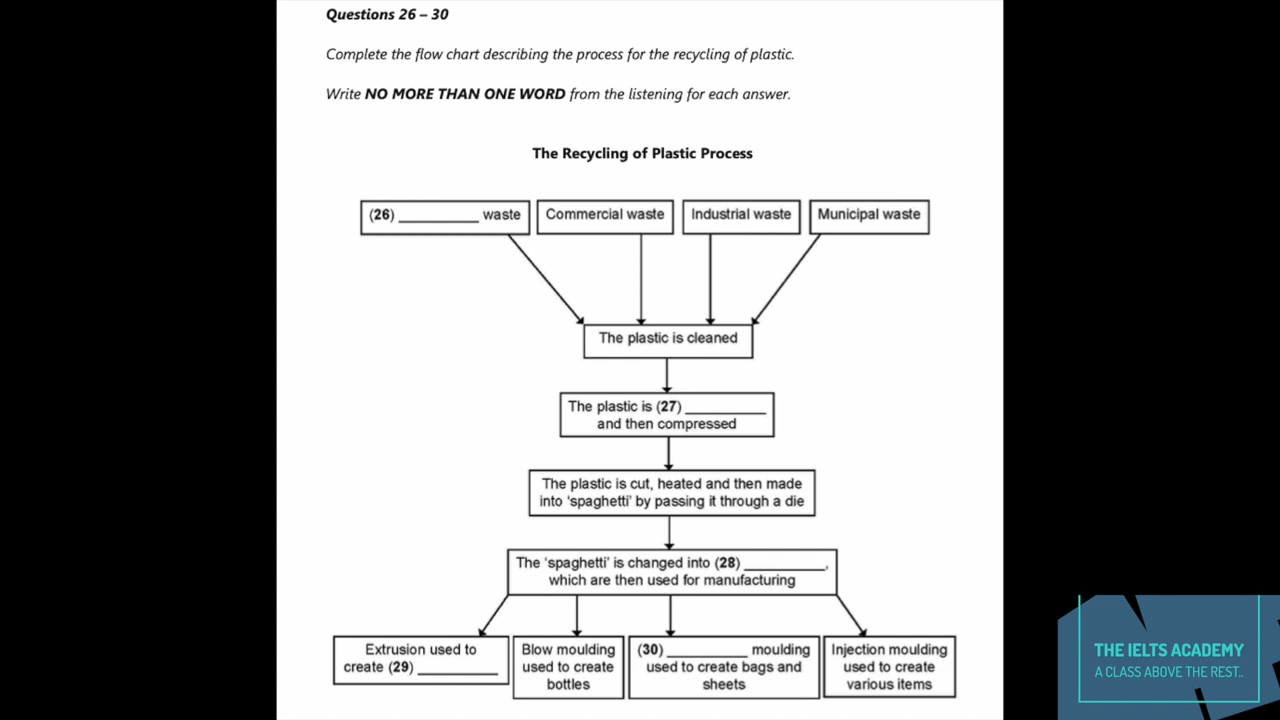 Questions 26 – 30
Complete the flow chart describing the process for the recycling of plastic.
Write NO MORE THAN ONE WORD from the listening for each answer.
The Recycling of Plastic Process
(26) __________ waste
Commercial waste
Industrial waste
Municipal waste
The plastic is cleaned
The plastic is (27) __________
and then compressed
The plastic is cut, heated and then made
into 'spaghetti' by passing it through a die
The 'spaghetti' is changed into (28) __________,
which are then used for manufacturing
Extrusion used to
create (29) __________
Blow moulding
used to create
bottles
(30) __________ moulding
used to create bags and
sheets
Injection moulding
used to create
various items
THE IELTS ACADEMY
A CLASS ABOVE THE REST..